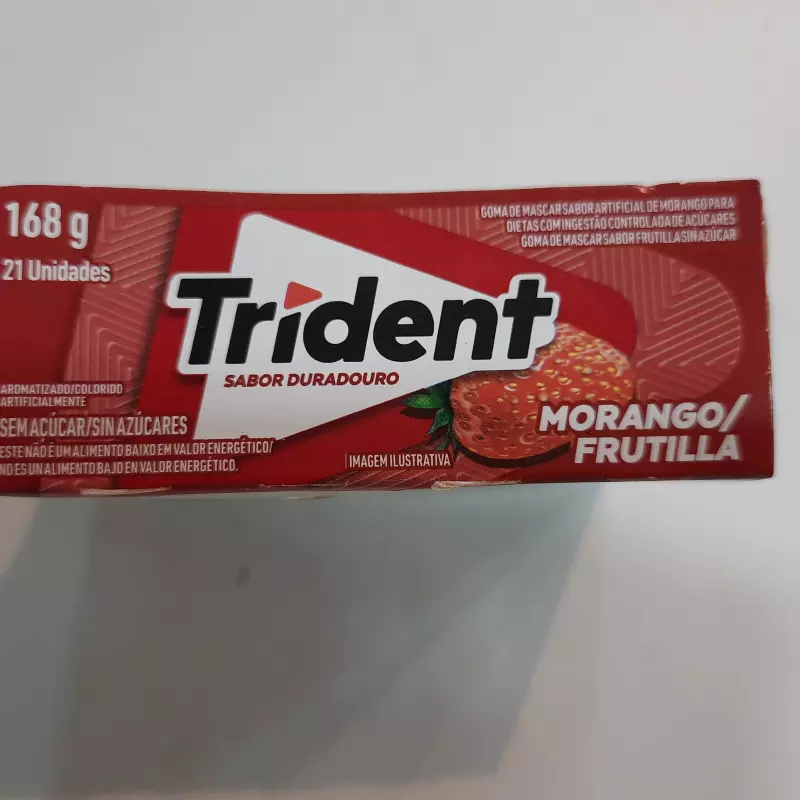 168 g
21 Unidades
GOMA DE MASCAR SABOR ARTIFICIAL DE MORANGO PARA
DIETAS COM INGESTÃO CONTROLADA DE AÇÚCARES
GOMA DE MASCAR SABOR FRUTILLA SIN AZÚCAR
Trident
SABOR DURADOURO
AROMATIZADO/COLORIDO
ARTIFICIALMENTE
SEM AÇÚCAR/SIN AZÚCARES
ESTE NÃO É UM ALIMENTO BAIXO EM VALOR ENERGÉTICO/
NO ES UN ALIMENTO BAJO EN VALOR ENERGÉTICO.
IMAGEM ILUSTRATIVA
MORANGO/
FRUTILLA